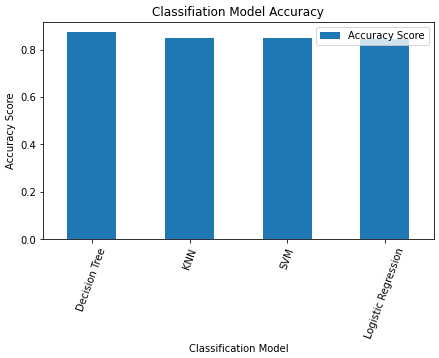 Classifiation Model Accuracy
Accuracy Score
0.8
0.6
0.4
0.2
0.0
Accuracy Score
Decision Tree
KNN
SVM
Logistic Regression
Classification Model